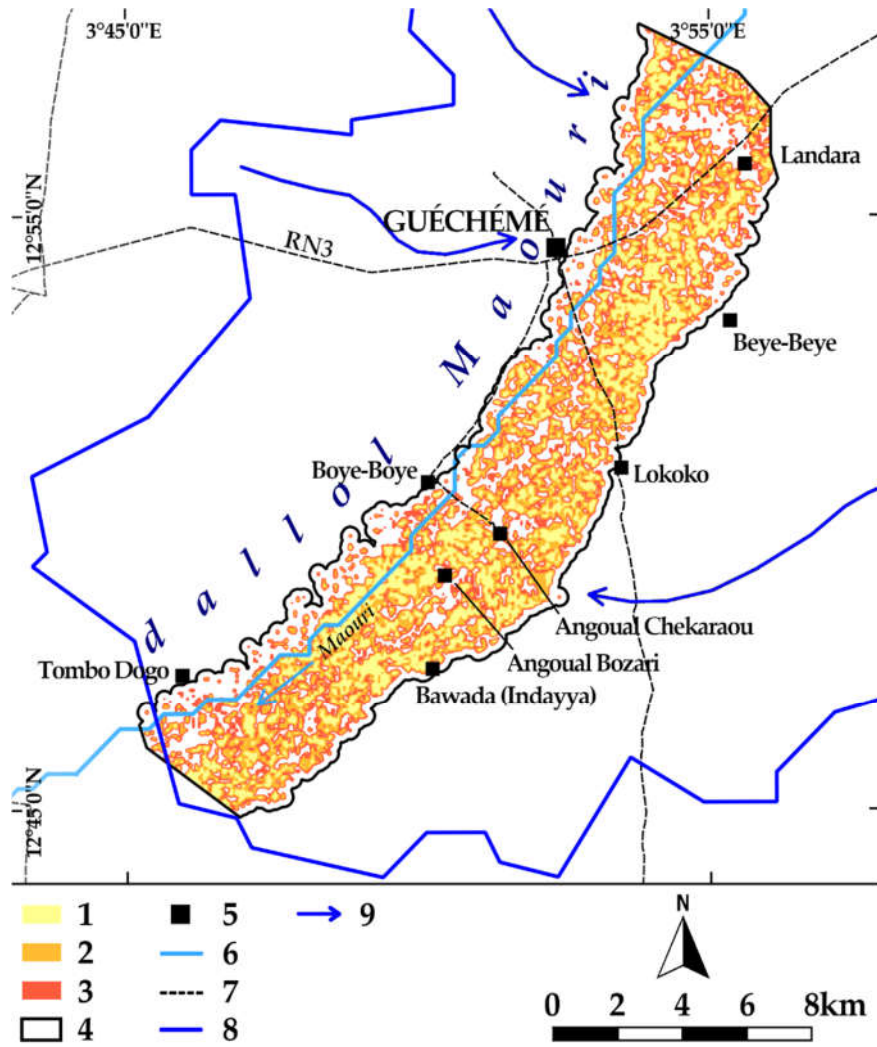 3°45'0"E
3°55'0"E
Landara
12°55'0"N
GUÉCHÉMÉ
RN3
Beye-Beye
dallol Maouri
Boye-Boye
Lokoko
Angoual Chekaraou
Maouri
Angoual Bozari
Tombo Dogo
Bawada (Indayya)
12°45'0"N
1
5
9
2
6
3
7
4
8
N
0 2 4 6 8km